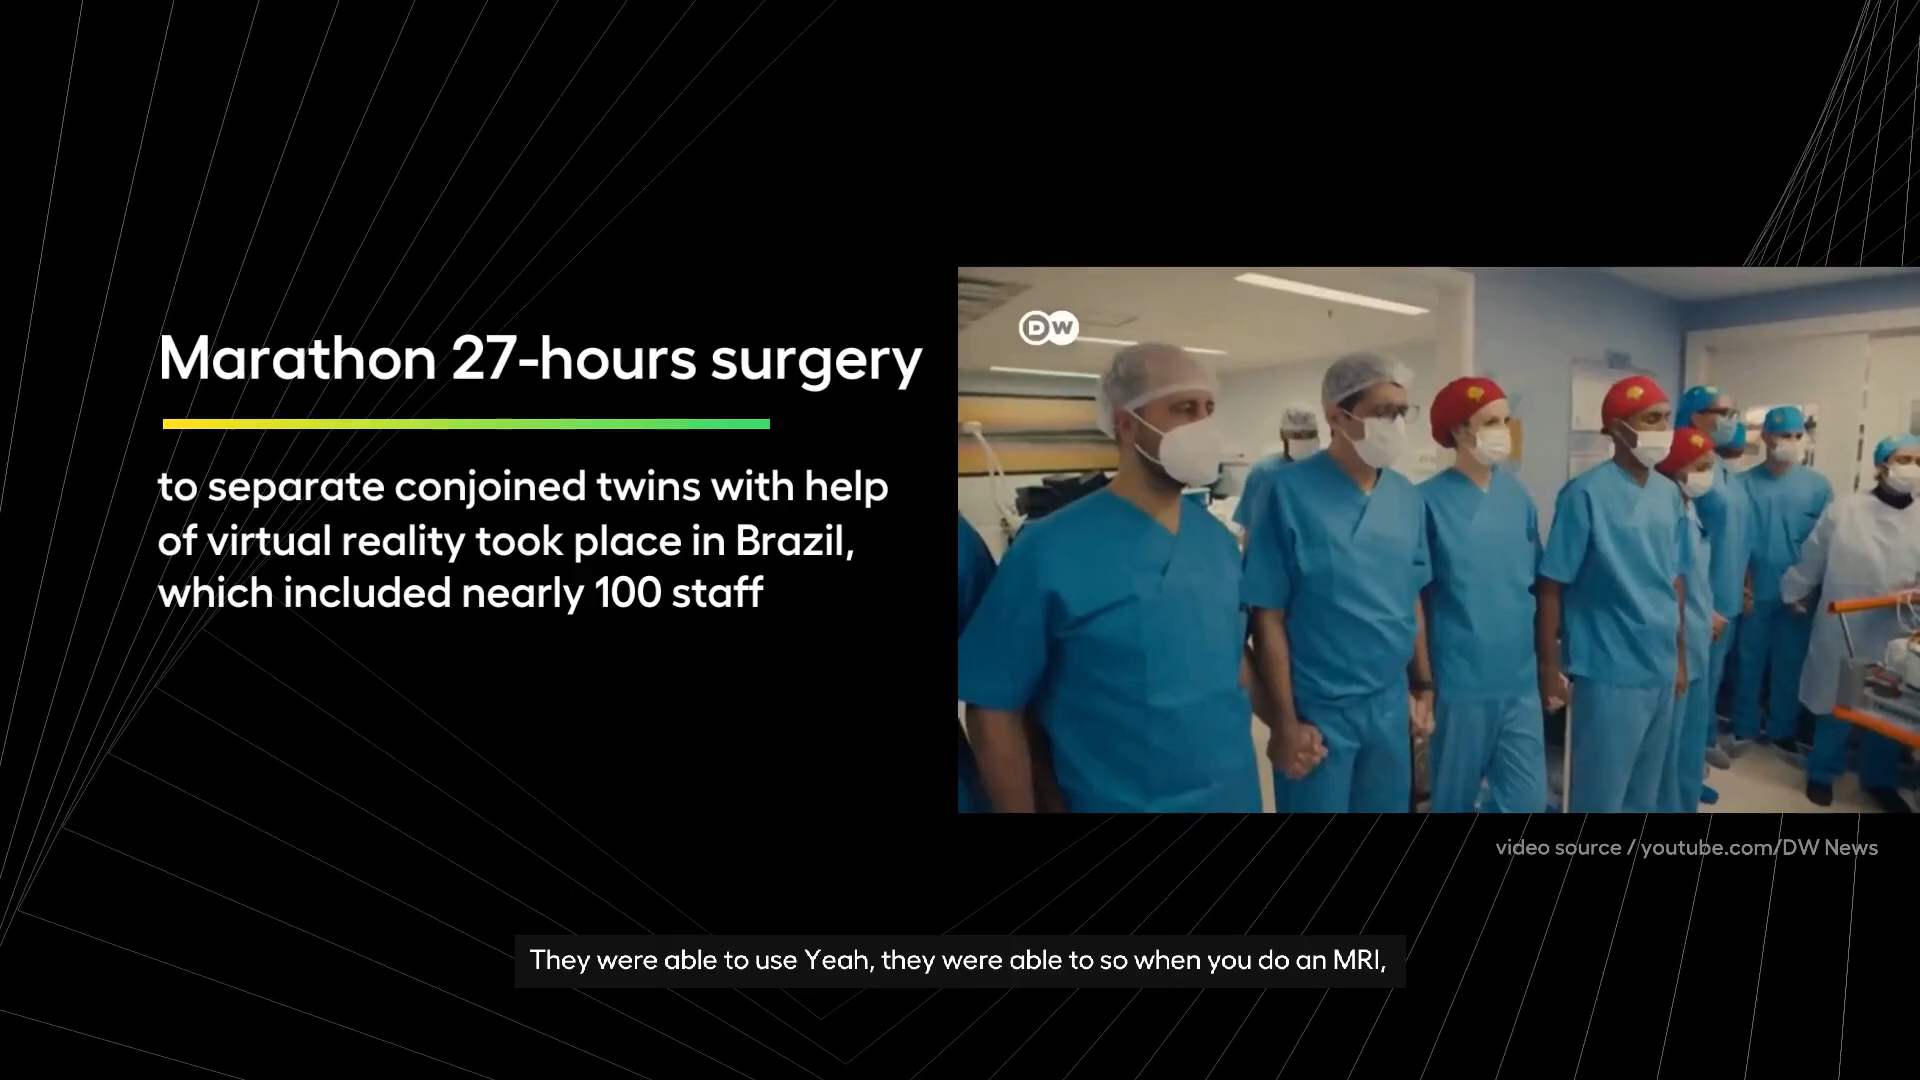 Marathon 27-hours surgery
to separate conjoined twins with help
of virtual reality took place in Brazil,
which included nearly 100 staff
DW
video source / youtube.com/DW News
They were able to use Yeah, they were able to so when you do an MRI,